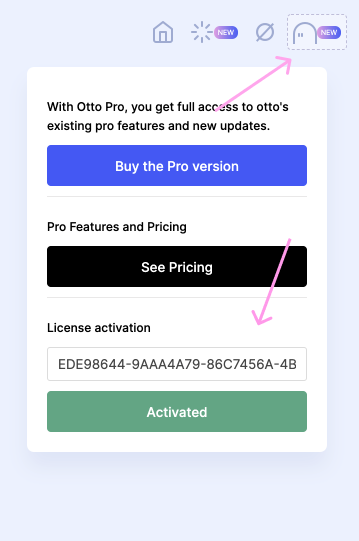 NEW
NEW
With Otto Pro, you get full access to otto's
existing pro features and new updates.
Buy the Pro version
Pro Features and Pricing
See Pricing
License activation
EDE98644-9AAA4A79-86C7456A-4B
Activated